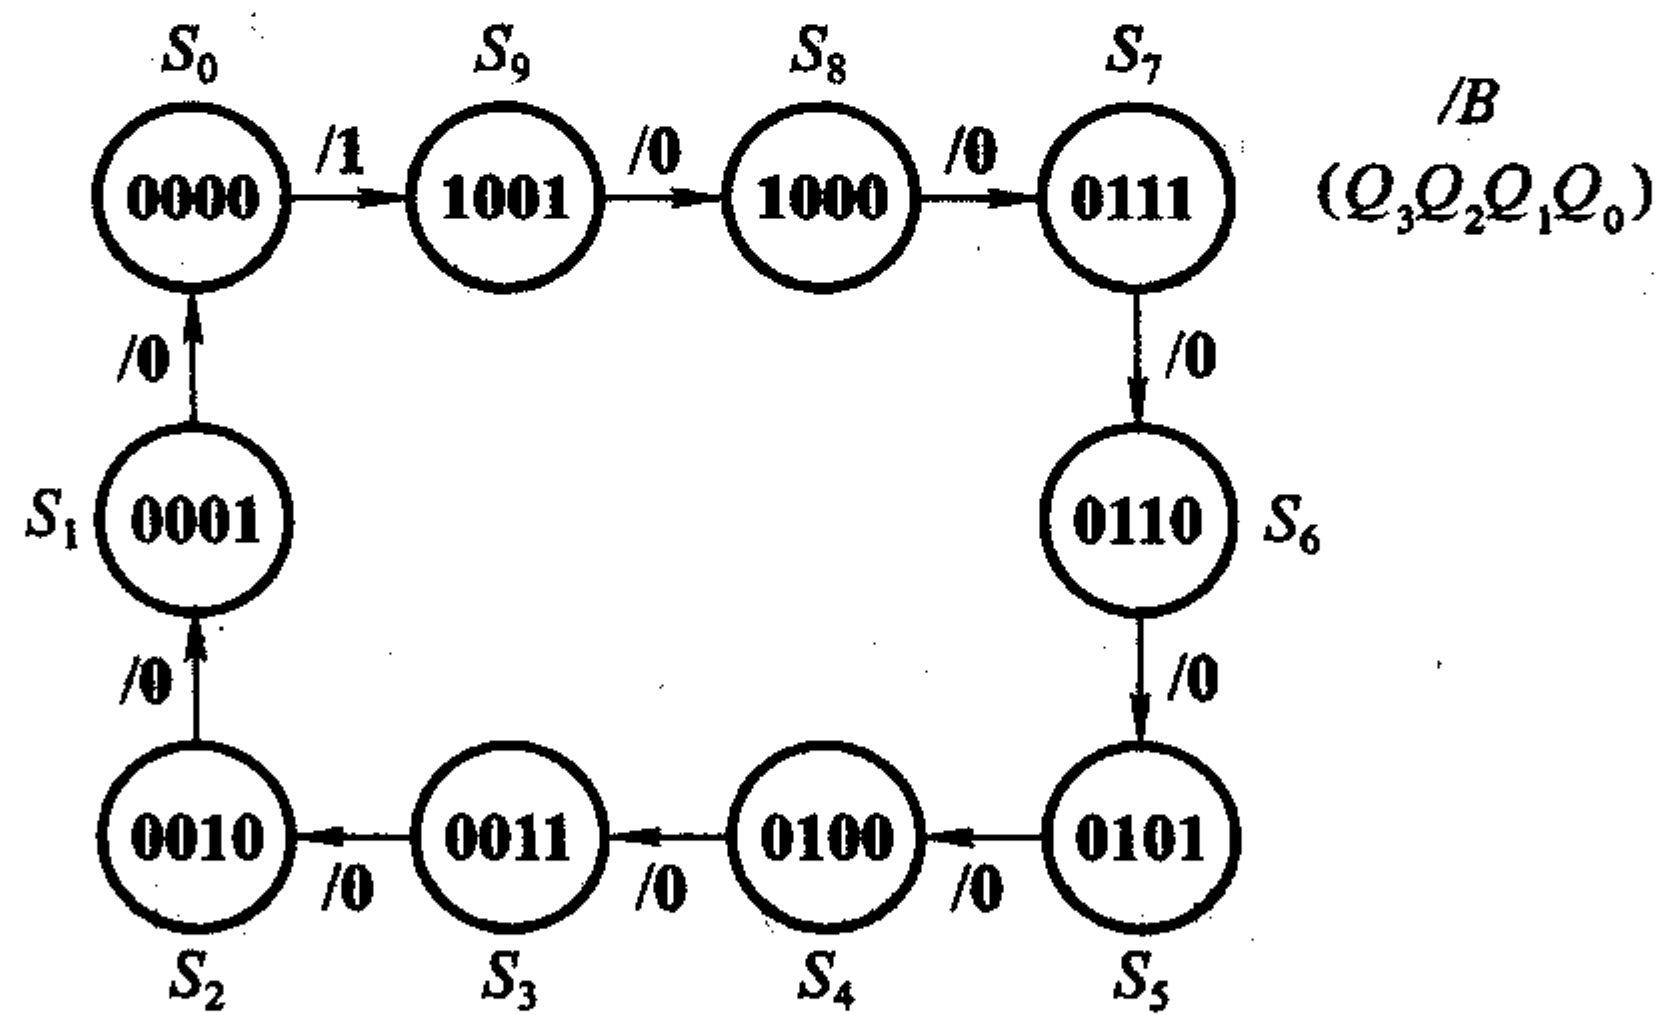 S₀ S₉ S₈ S₇
/B
0000 /1 1001 /0 1000 /0 0111 (Q₃Q₂Q₁Q₀)
/0 /0
S₁ 0001 0110 S₆
/0 /0
0010 /0 0011 /0 0100 /0 0101
S₂ S₃ S₄ S₅